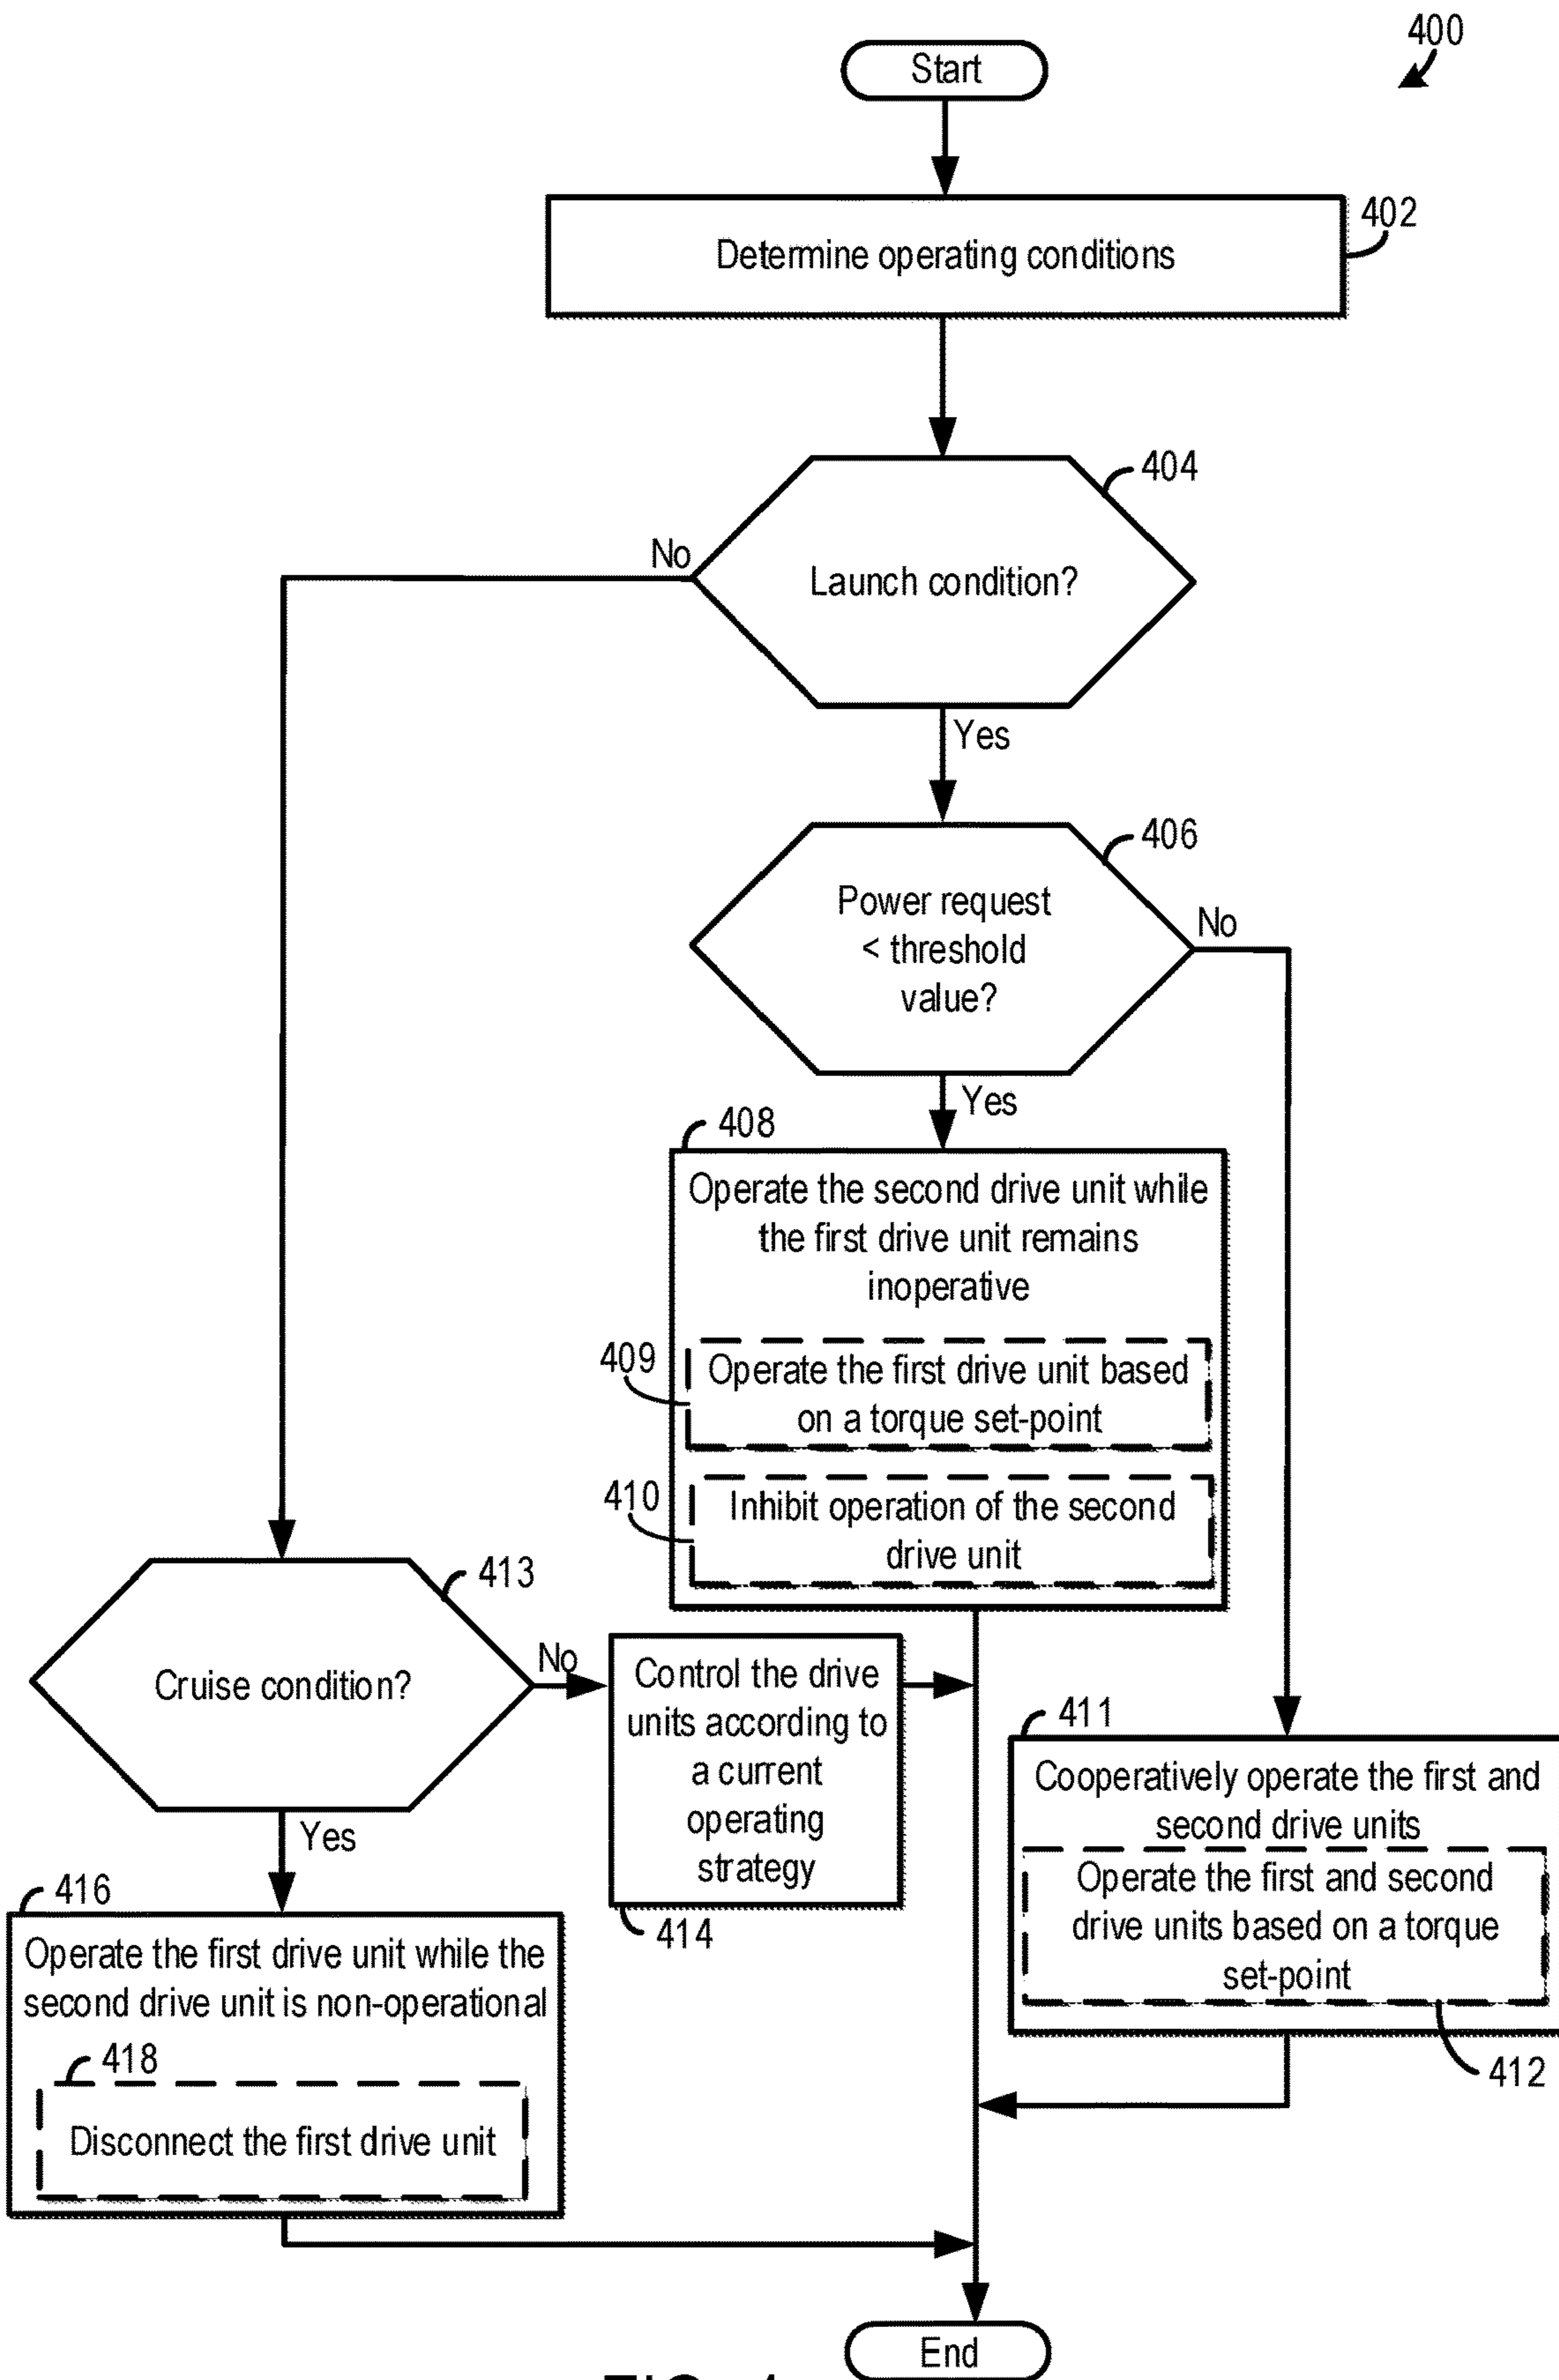 400
Start
402
Determine operating conditions
404
No
Launch condition?
Yes
406
Power request
< threshold
value?
No
Yes
408
Operate the second drive unit while
the first drive unit remains
inoperative
409
Operate the first drive unit based
on a torque set-point
410
Inhibit operation of the second
drive unit
413
Cruise condition?
No
Control the drive
units according to
a current
operating
strategy
414
Yes
411
Cooperatively operate the first and
second drive units
Operate the first and second
drive units based on a torque
set-point
412
416
Operate the first drive unit while the
second drive unit is non-operational
418
Disconnect the first drive unit
End